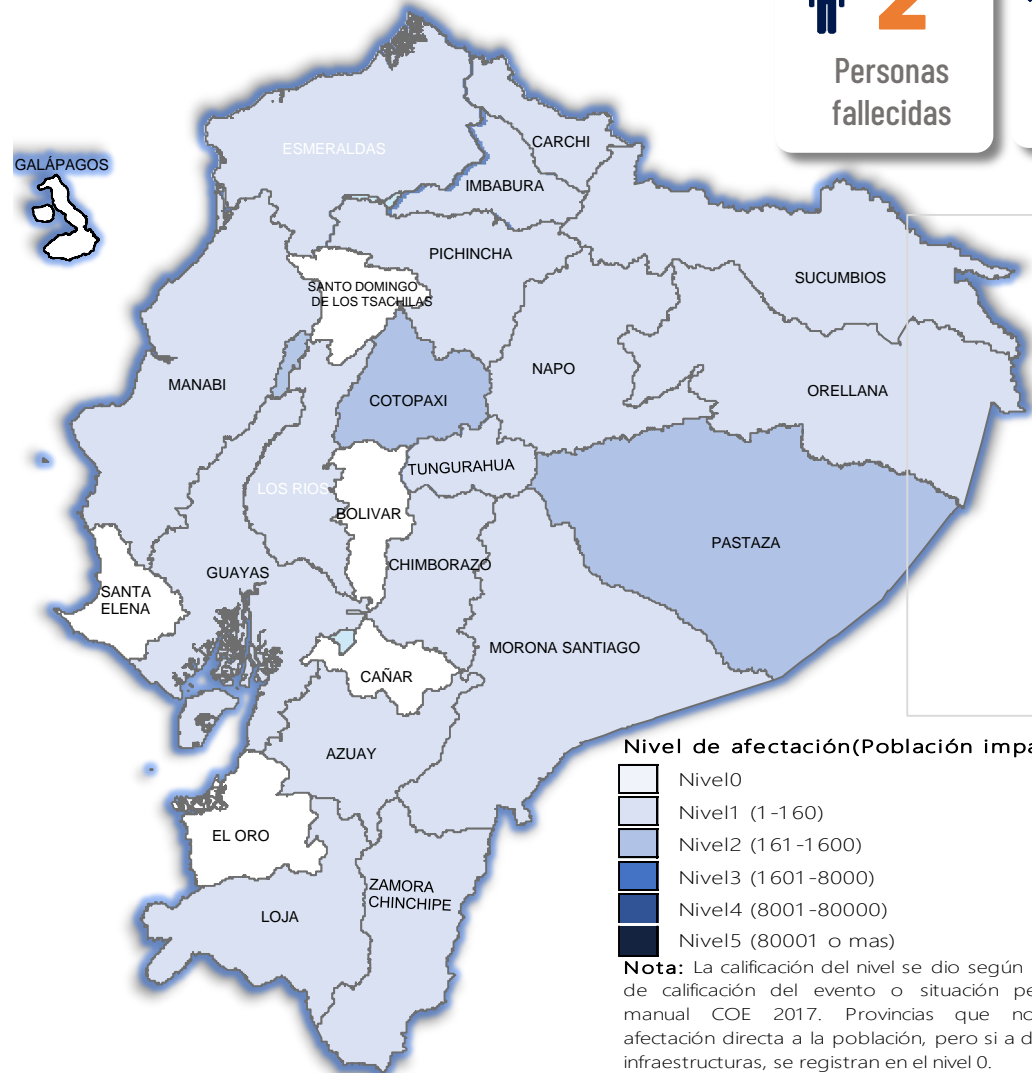 2
Personas
fallecidas
GALÁPAGOS
ESMERALDAS
CARCHI
IMBABURA
PICHINCHA
SUCUMBIOS
SANTO DOMINGO
DE LOS TSACHILAS
NAPO
MANABI
ORELLANA
COTOPAXI
TUNGURAHUA
LOS RIOS
BOLIVAR
PASTAZA
CHIMBORAZO
GUAYAS
SANTA
ELENA
MORONA SANTIAGO
CAÑAR
AZUAY
EL ORO
ZAMORA
CHINCHIPE
LOJA
Nivel de afectación(Población impa
Nivel0
Nivel1 (1-160)
Nivel2 (161-1600)
Nivel3 (1601-8000)
Nivel4 (8001-80000)
Nivel5 (80001 o mas)
Nota: La calificación del nivel se dio según
de calificación del evento o situación pe
manual COE 2017. Provincias que no
afectación directa a la población, pero si a d
infraestructuras, se registran en el nivel 0.